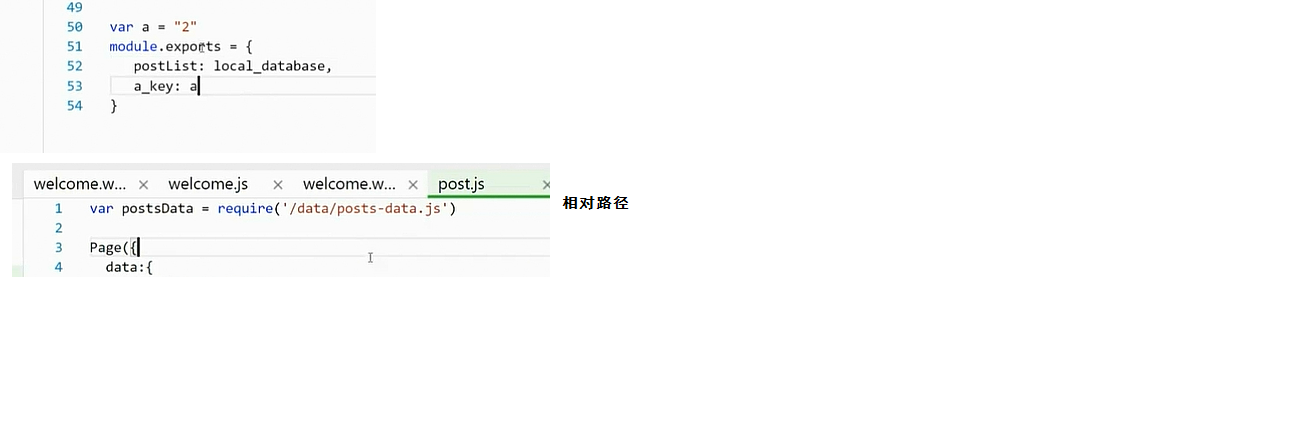 49
50 var a = "2"
51 module.exports = {
52 postList: local_database,
53 a_key: a
54 }
welcome.w... × welcome.js × welcome.w... × post.js ×
1 var postsData = require('/data/posts-data.js')
相对路径
2
3 Page({
4 data:{